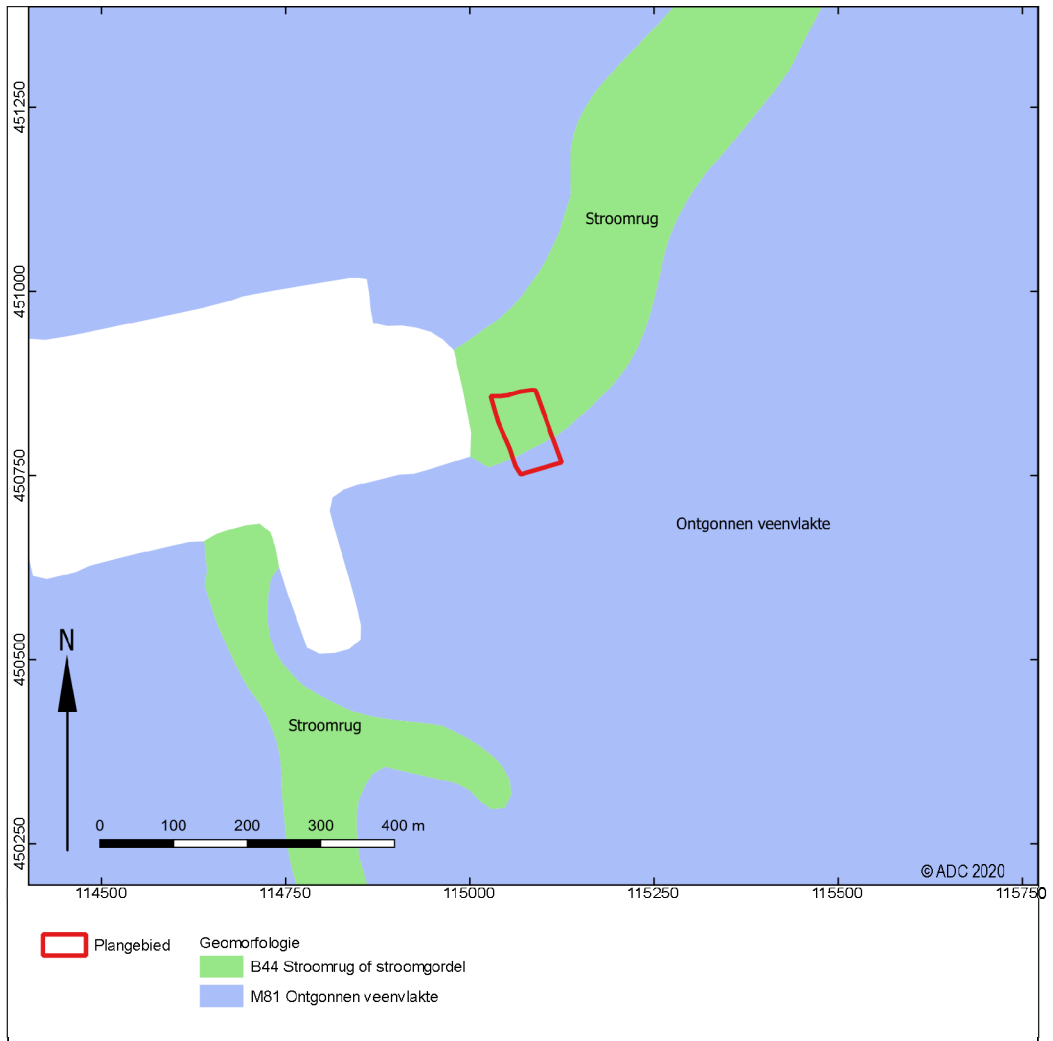 451250
Stroomrug
451000
450750
Ontgonnen veenvlakte
N
450500
Stroomrug
0 100 200 300 400 m
450250
© ADC 2020
114500 114750 115000 115250 115500 115750
Plangebied
Geomorfologie
B44 Stroomrug of stroomgordel
M81 Ontgonnen veenvlakte